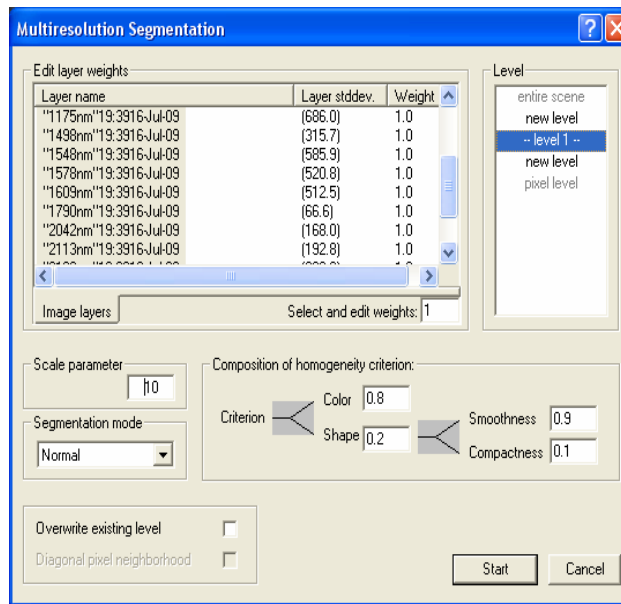 Multiresolution Segmentation
Edit layer weights
Layer name Layer stddev. Weight
"1175nm"19:3916-Jul-09 (686.0) 1.0
"1498nm"19:3916-Jul-09 (315.7) 1.0
"1548nm"19:3916-Jul-09 (585.9) 1.0
"1578nm"19:3916-Jul-09 (520.8) 1.0
"1609nm"19:3916-Jul-09 (512.5) 1.0
"1790nm"19:3916-Jul-09 (66.6) 1.0
"2042nm"19:3916-Jul-09 (168.0) 1.0
"2113nm"19:3916-Jul-09 (192.8) 1.0
Image layers Select and edit weights: 1
Level
entire scene
new level
-- level 1 --
new level
pixel level
Scale parameter
10
Segmentation mode
Normal
Composition of homogeneity criterion:
Criterion
Color 0.8
Shape 0.2
Smoothness 0.9
Compactness 0.1
Overwrite existing level
Diagonal pixel neighborhood
Start Cancel